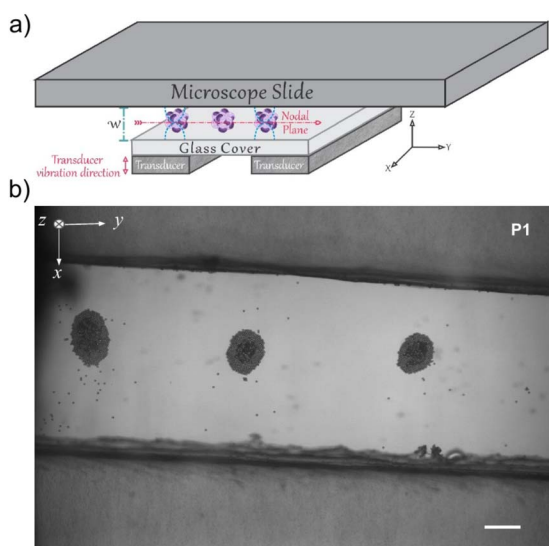 a)
Microscope Slide
w
Nodal
Plane
Glass Cover
Transducer
vibration direction
Transducer
Transducer
Z
Y
X
b)
z
y
x
P1